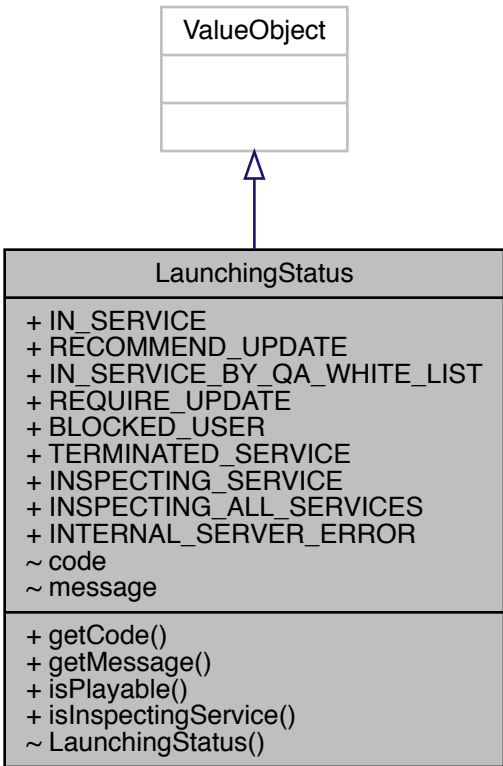 ValueObject
LaunchingStatus
+ IN_SERVICE
+ RECOMMEND_UPDATE
+ IN_SERVICE_BY_QA_WHITE_LIST
+ REQUIRE_UPDATE
+ BLOCKED_USER
+ TERMINATED_SERVICE
+ INSPECTING_SERVICE
+ INSPECTING_ALL_SERVICES
+ INTERNAL_SERVER_ERROR
~ code
~ message
+ getCode()
+ getMessage()
+ isPlayable()
+ isInspectingService()
~ LaunchingStatus()